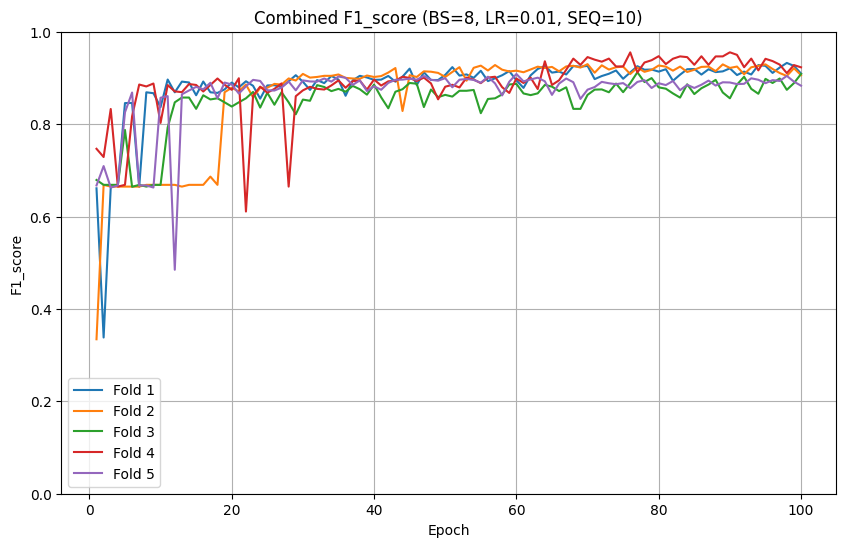 Combined F1_score (BS=8, LR=0.01, SEQ=10)
1.0
0.8
0.6
0.4
0.2
0.0
F1_score
Fold 1
Fold 2
Fold 3
Fold 4
Fold 5
0 20 40 60 80 100
Epoch